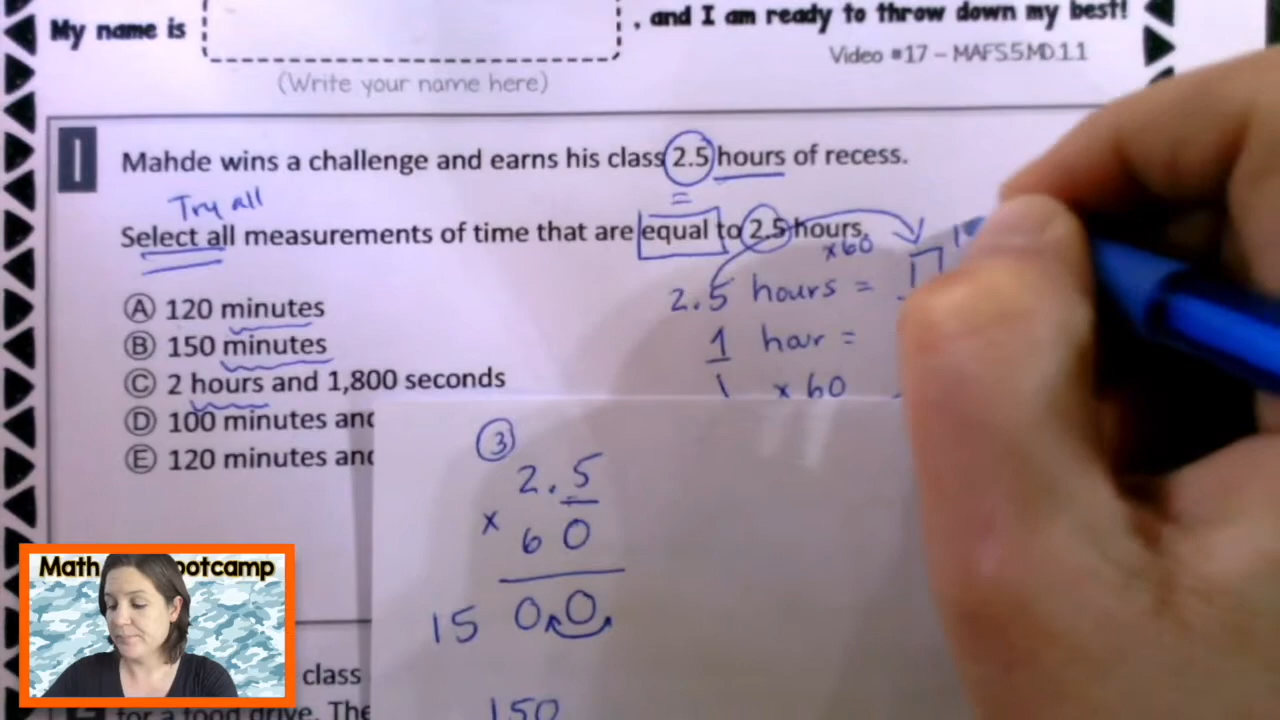 My name is , and I am ready to throw down my best!
(Write your name here)
Video #17 – MAFS.5.MD.1.1
1 Mahde wins a challenge and earns his class 2.5 hours of recess.
Try all
=
Select all measurements of time that are equal to 2.5 hours.
x60
2.5 hours =
A 120 minutes
1 hour =
B 150 minutes
1 x 60
C 2 hours and 1,800 seconds
D 100 minutes and
E 120 minutes and
3
2.5
x 60
15 00
150
Math ootcamp
class
for a food drive. The